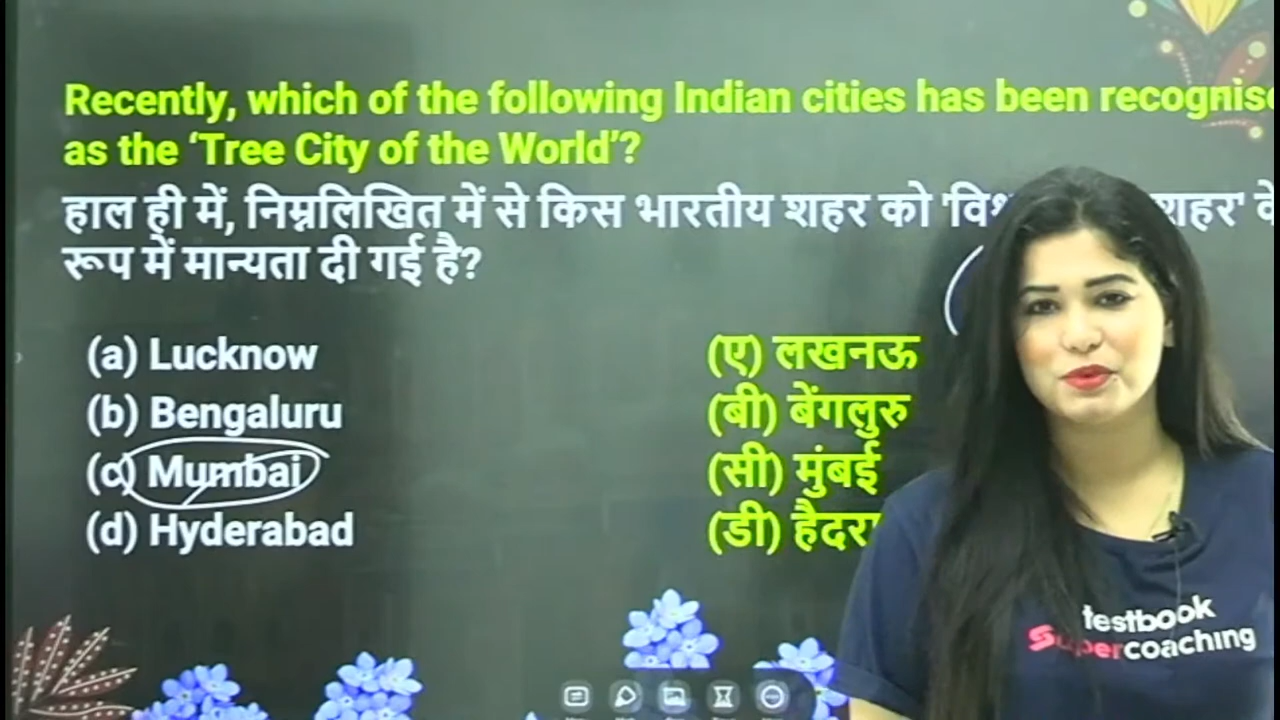 Recently, which of the following Indian cities has been recognise
as the ‘Tree City of the World’?
हाल ही में, निम्नलिखित में से किस भारतीय शहर को 'विश्व शहर' के
रूप में मान्यता दी गई है?
(a) Lucknow
(b) Bengaluru
(c) Mumbai
(d) Hyderabad
(ए) लखनऊ
(बी) बेंगलुरु
(सी) मुंबई
(डी) हैदरा
testbook
Supercoaching